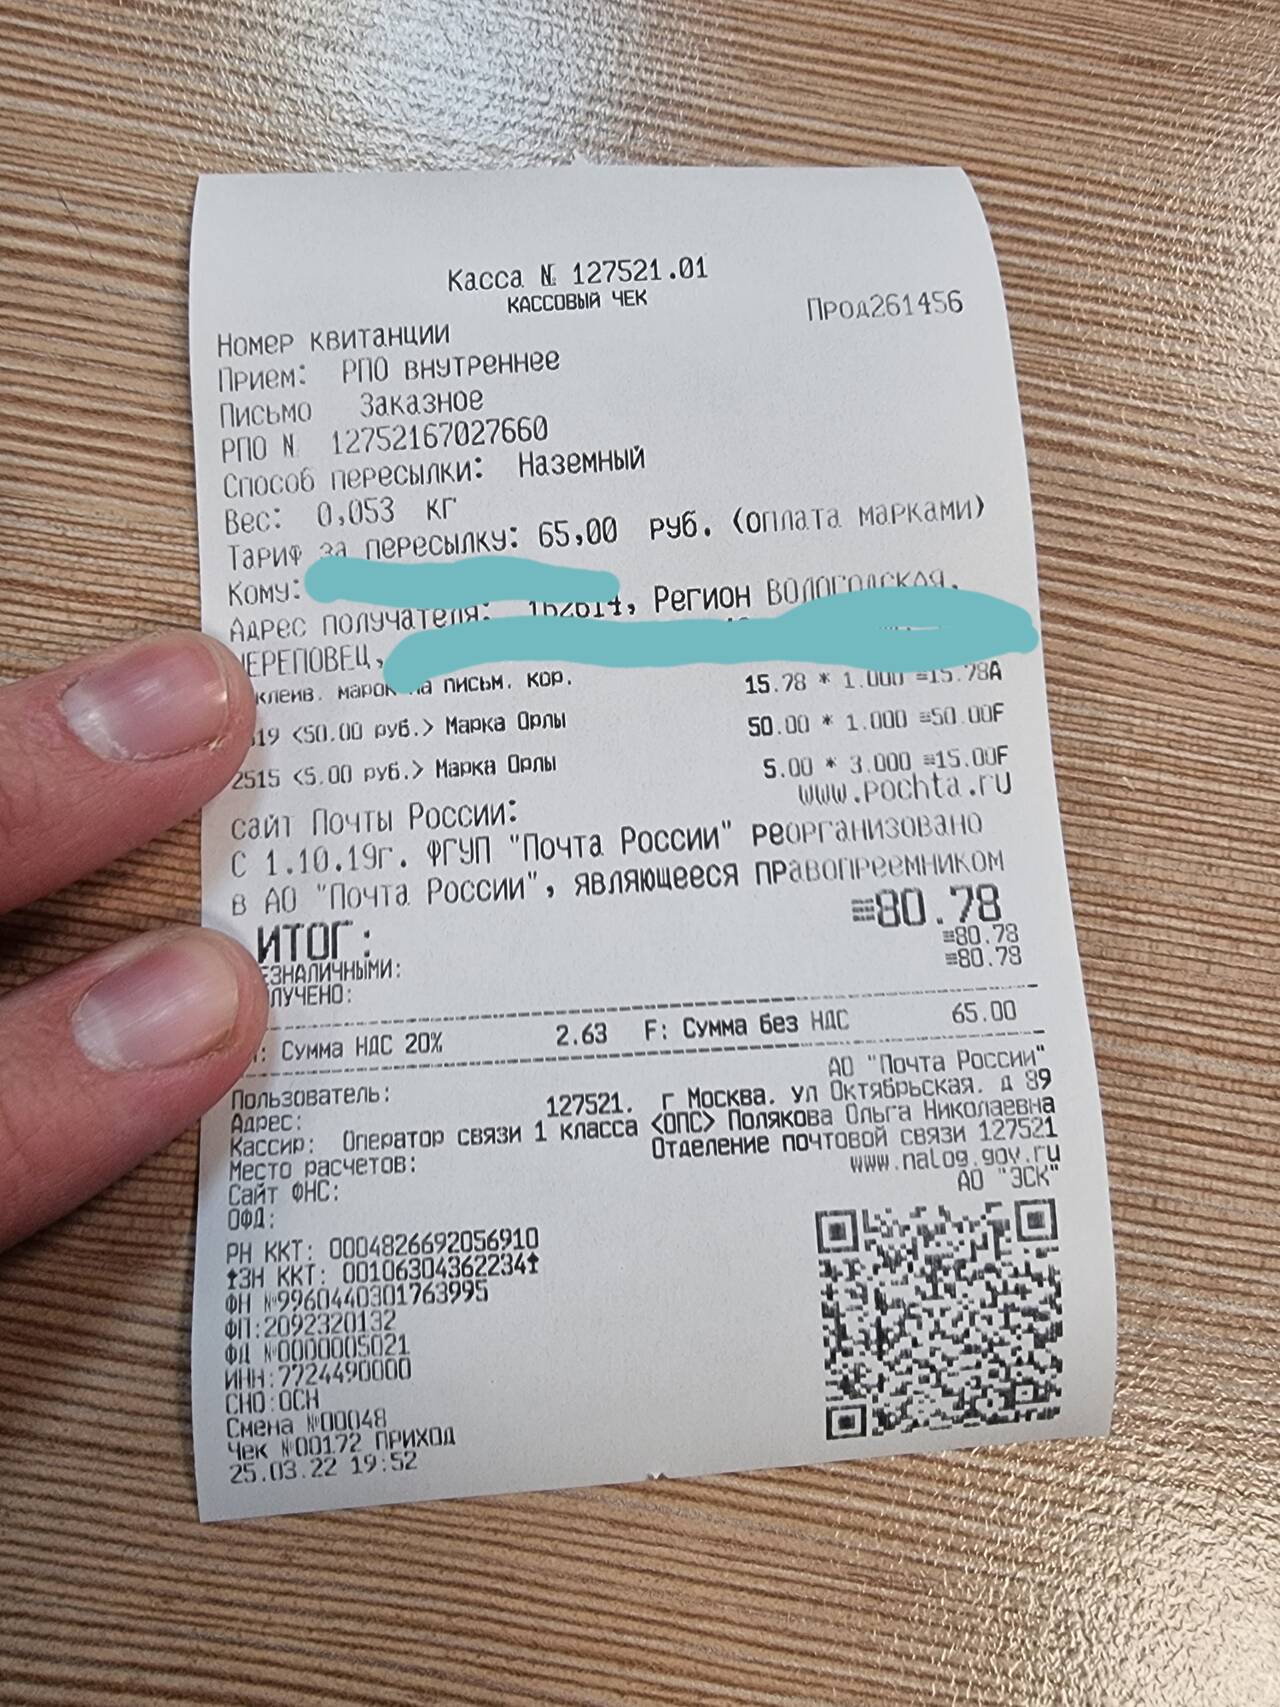 Касса № 127521.01
КАССОВЫЙ ЧЕК
Прод261456
Номер квитанции
Прием: РПО внутреннее
Письмо Заказное
РПО N 12752167027660
Способ пересылки: Наземный
Вес: 0,053 кг
Тариф за пересылку: 65,00 руб. (оплата марками)
Кому:
Адрес получателя: 162614, Регион ВОЛОГОДСКАЯ,
ЧЕРЕПОВЕЦ,
марок на письм. кор. 15.78 * 1.000 ≡15.78А
<50.00 руб.> Марка Орлы 50.00 * 1.000 ≡50.00F
2515 <5.00 руб.> Марка Орлы 5.00 * 3.000 ≡15.00F
сайт Почты России: www.pochta.ru
С 1.10.19г. ФГУП "Почта России" реорганизовано
в АО "Почта России", являющееся правопреемником
ИТОГ: ≡80.78
БЕЗНАЛИЧНЫМИ: ≡80.78
ПОЛУЧЕНО: ≡80.78
Сумма НДС 20% 2.63 F: Сумма без НДС 65.00
Пользователь: АО "Почта России"
Адрес: 127521. г Москва. ул Октябрьская. д 89
Кассир: Оператор связи 1 класса <ОПС> Полякова Ольга Николаевна
Место расчетов: Отделение почтовой связи 127521
Сайт ФНС: www.nalog.gov.ru
ОФД: АО "ЭСК"
РН ККТ: 0004826692056910
↑ЗН ККТ: 00106304362234↑
ФН №9960440301763995
ФП:2092320132
ФД №0000005021
ИНН:7724490000
СНО:ОСН
Смена №00048
Чек №00172 ПРИХОД
25.03.22 19:52